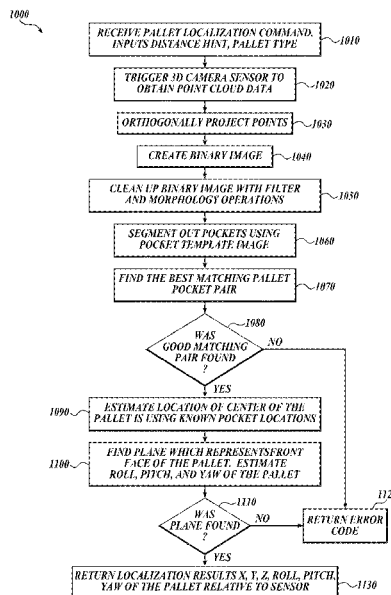 1000
RECEIVE PALLET LOCALIZATION COMMAND.
INPUTS DISTANCE HINT, PALLET TYPE
1010
TRIGGER 3D CAMERA SENSOR TO
OBTAIN POINT CLOUD DATA
1020
ORTHOGONALLY PROJECT POINTS
1030
CREATE BINARY IMAGE
1040
CLEAN UP BINARY IMAGE WITH FILTER
AND MORPHOLOGY OPERATIONS
1050
SEGMENT OUT POCKETS USING
POCKET TEMPLATE IMAGE
1060
FIND THE BEST MATCHING PALLET
POCKET PAIR
1070
1080
WAS
GOOD MATCHING
PAIR FOUND
?
NO
YES
1090
ESTIMATE LOCATION OF CENTER OF THE
PALLET IS USING KNOWN POCKET LOCATIONS
1100
FIND PLANE WHICH REPRESENTSFRONT
FACE OF THE PALLET. ESTIMATE
ROLL, PITCH, AND YAW OF THE PALLET
1110
WAS
PLANE FOUND
?
NO
112
RETURN ERROR
CODE
YES
RETURN LOCALIZATION RESULTS X, Y, Z, ROLL, PITCH,
YAW OF THE PALLET RELATIVE TO SENSOR
1130